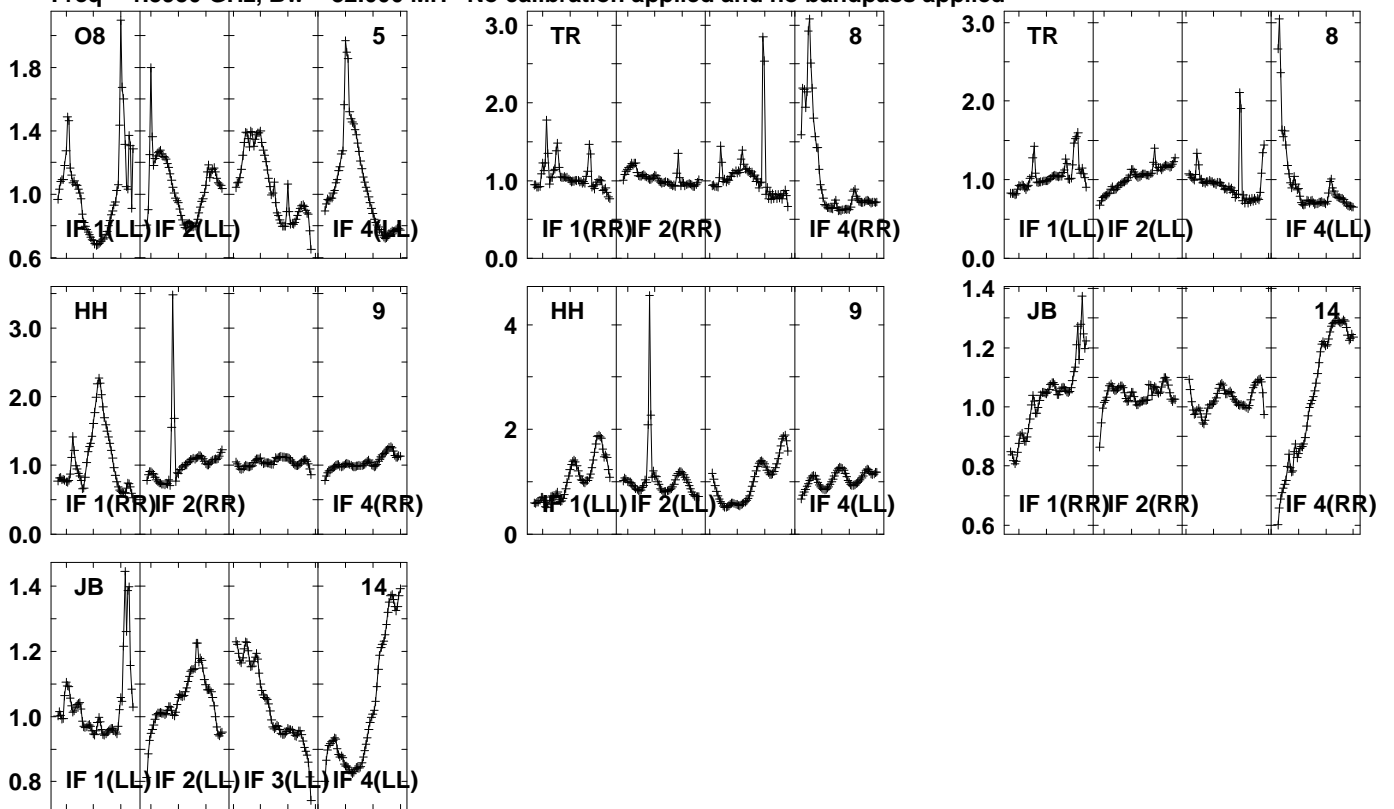 No calibration applied and no bandpass applied
O8 5
1.8
1.4
1.0
0.6
IF 1(LL) IF 2(LL) IF 4(LL)
TR 8
3.0
2.0
1.0
0.0
IF 1(RR) IF 2(RR) IF 4(RR)
TR 8
3.0
2.0
1.0
0.0
IF 1(LL) IF 2(LL) IF 4(LL)
HH 9
3.0
2.0
1.0
0.0
IF 1(RR) IF 2(RR) IF 4(RR)
HH 9
4
2
0
IF 1(LL) IF 2(LL) IF 4(LL)
JB 14
1.4
1.2
1.0
0.8
0.6
IF 1(RR) IF 2(RR) IF 4(RR)
JB 14
1.4
1.2
1.0
0.8
IF 1(LL) IF 2(LL) IF 3(LL) IF 4(LL)